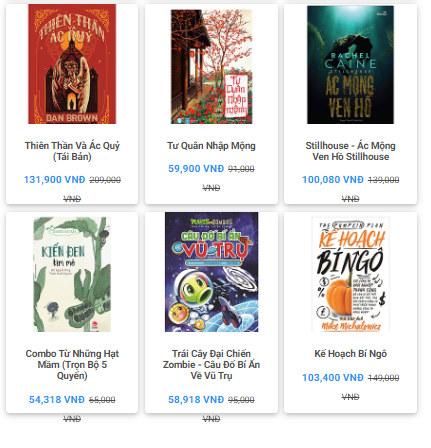 THIÊN THẦN
ÁC QUỶ
DAN BROWN
Tư
Quân
Nhập
Mộng
RACHEL
CAINE
STILLHOUSE
ÁC MỘNG
VEN HỒ
Thiên Thần Và Ác Quỷ
(Tái Bản)
131,900 VNĐ 209,000
VNĐ
Tư Quân Nhập Mộng
59,900 VNĐ 91,000
VNĐ
Stillhouse - Ác Mộng
Ven Hồ Stillhouse
100,080 VNĐ 139,000
VNĐ
KIẾN ĐEN
tìm mồ
ZOMBIES
CÂU ĐỐ BÍ ẨN
VŨ TRỤ
THE PUMPKIN PLAN
KẾ HOẠCH
BÍ NGÔ
Mike Michalowicz
Combo Từ Những Hạt
Mầm (Trọn Bộ 5
Quyển)
54,318 VNĐ 65,000
VNĐ
Trái Cây Đại Chiến
Zombie - Câu Đố Bí Ẩn
Về Vũ Trụ
58,918 VNĐ 95,000
VNĐ
Kế Hoạch Bí Ngô
103,400 VNĐ 149,000
VNĐ